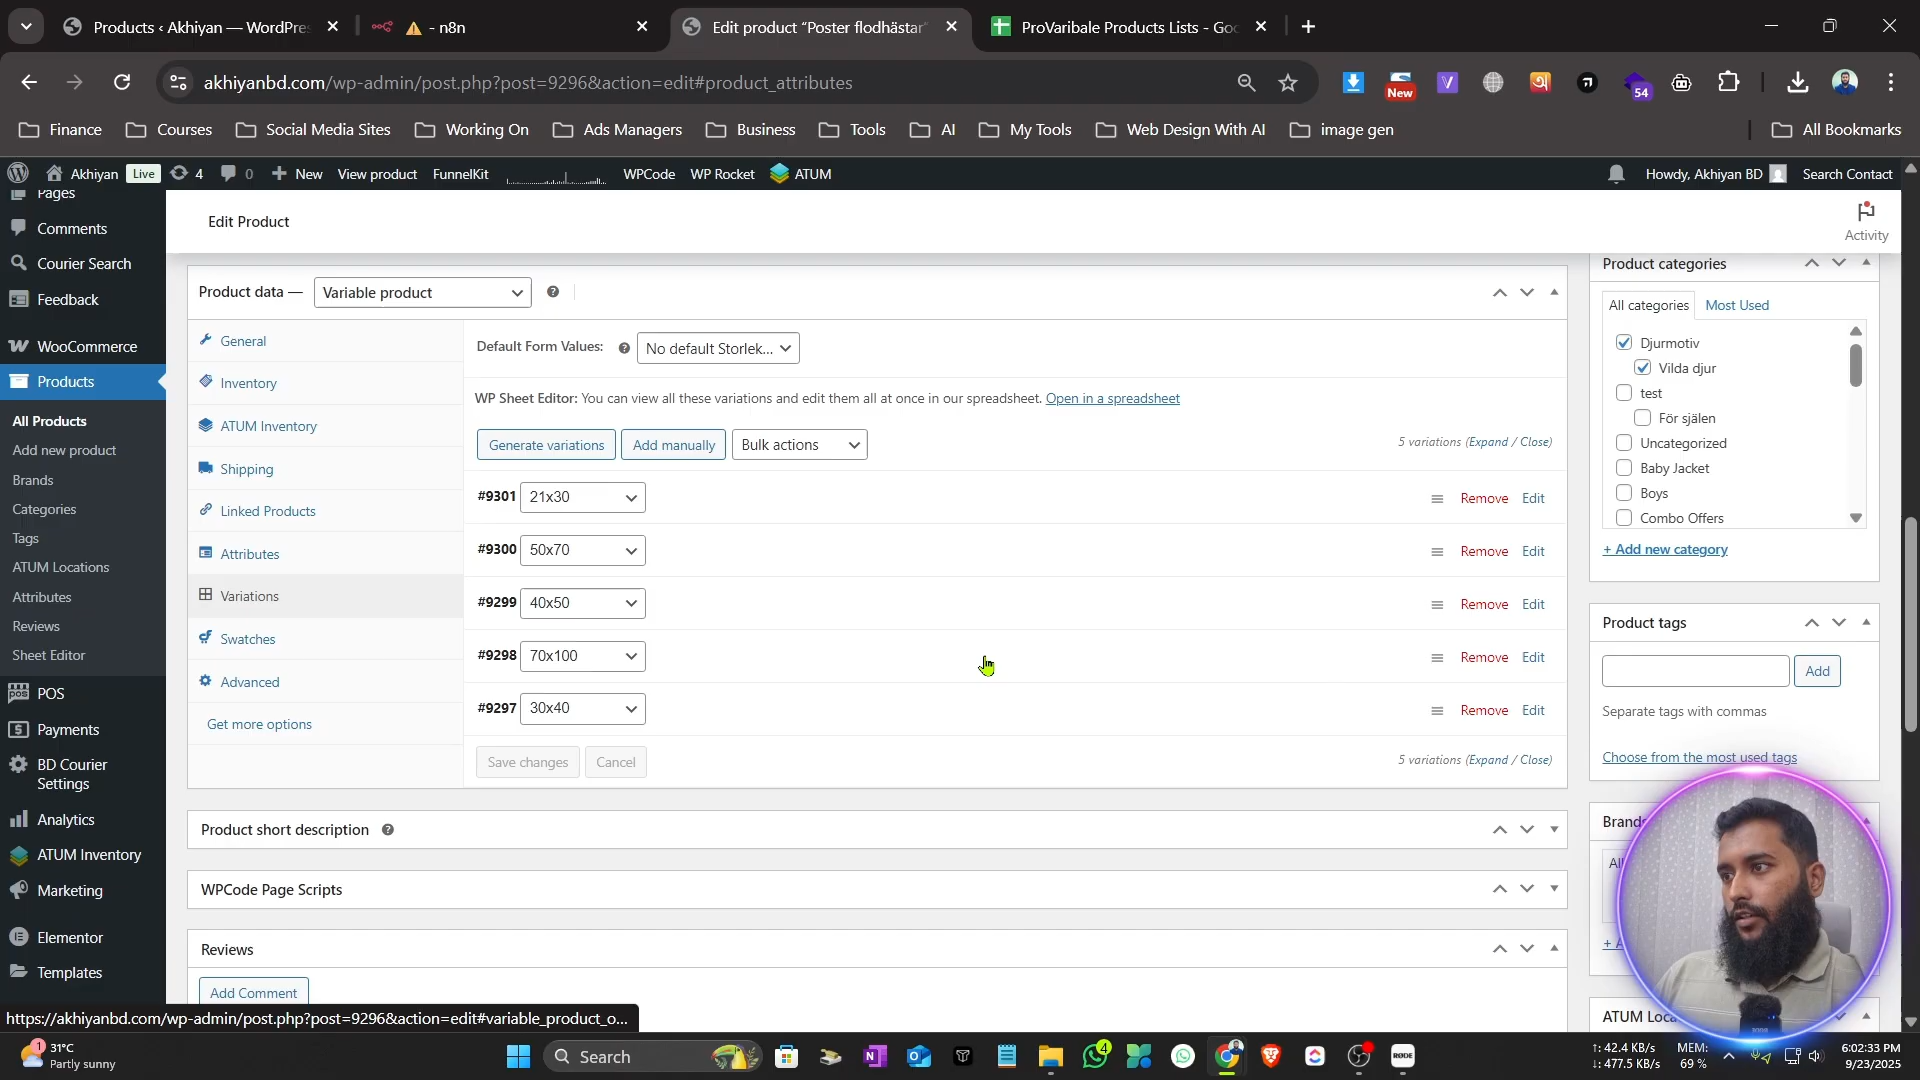 Products ‹ Akhiyan — WordPres
- n8n
Edit product “Poster flodhästar”
ProVaribale Products Lists - Goo
akhiyanbd.com/wp-admin/post.php?post=9296&action=edit#product_attributes
New
54
Finance
Courses
Social Media Sites
Working On
Ads Managers
Business
Tools
AI
My Tools
Web Design With AI
image gen
All Bookmarks
Akhiyan
Live
4
0
New
View product
FunnelKit
WPCode
WP Rocket
ATUM
Howdy, Akhiyan BD
Search Contact
Pages
Comments
Courier Search
Feedback
WooCommerce
Products
All Products
Add new product
Brands
Categories
Tags
ATUM Locations
Attributes
Reviews
Sheet Editor
POS
Payments
BD Courier
Settings
Analytics
ATUM Inventory
Marketing
Elementor
Templates
Edit Product
Activity
Product data —
Variable product
General
Inventory
ATUM Inventory
Shipping
Linked Products
Attributes
Variations
Swatches
Advanced
Get more options
Default Form Values:
No default Storlek...
WP Sheet Editor: You can view all these variations and edit them all at once in our spreadsheet. Open in a spreadsheet
Generate variations
Add manually
Bulk actions
5 variations (Expand / Close)
#9301
21x30
Remove
Edit
#9300
50x70
Remove
Edit
#9299
40x50
Remove
Edit
#9298
70x100
Remove
Edit
#9297
30x40
Remove
Edit
Save changes
Cancel
5 variations (Expand / Close)
Product short description
WPCode Page Scripts
Reviews
Add Comment
Product categories
All categories
Most Used
Djurmotiv
Vilda djur
test
För själen
Uncategorized
Baby Jacket
Boys
Combo Offers
+ Add new category
Product tags
Add
Separate tags with commas
Choose from the most used tags
Brands
All
+ A
ATUM Loca
https://akhiyanbd.com/wp-admin/post.php?post=9296&action=edit#variable_product_o...
1
31°C
Partly sunny
Search
4
RØDE
↑: 42.4 KB/s
↓: 477.5 KB/s
MEM:
69 %
6:02:33 PM
9/23/2025